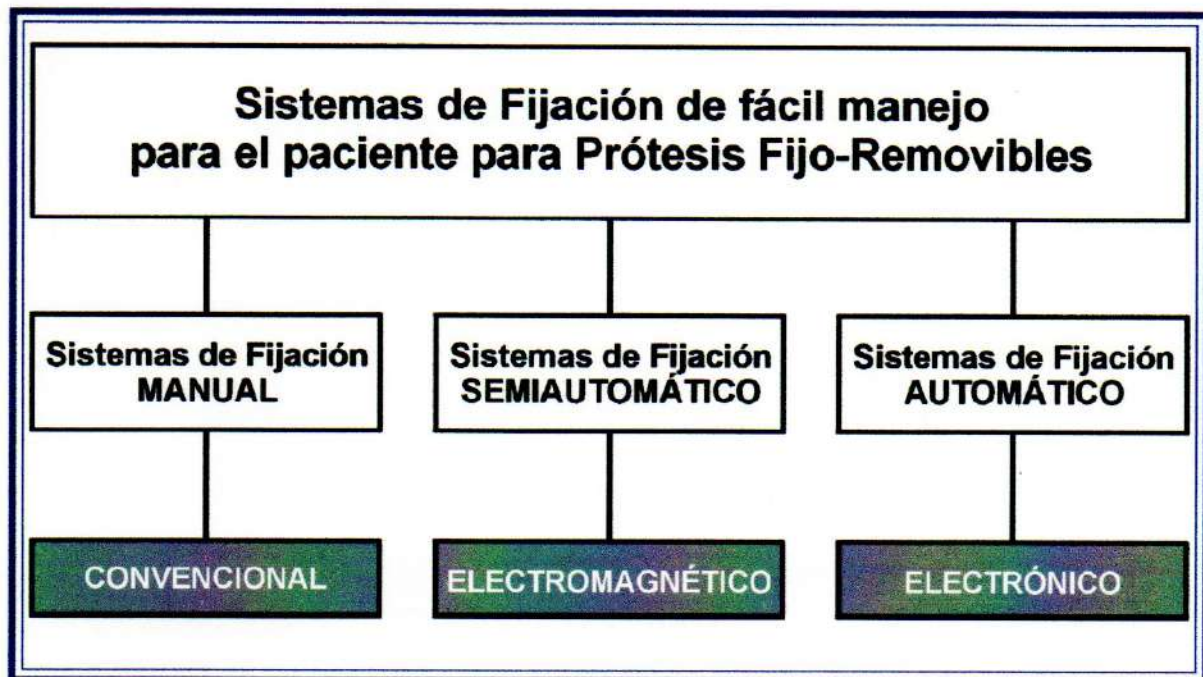 Sistemas de Fijación de fácil manejo
para el paciente para Prótesis Fijo-Removibles
Sistemas de Fijación
MANUAL
Sistemas de Fijación
SEMIAUTOMÁTICO
Sistemas de Fijación
AUTOMÁTICO
CONVENCIONAL
ELECTROMAGNÉTICO
ELECTRÓNICO